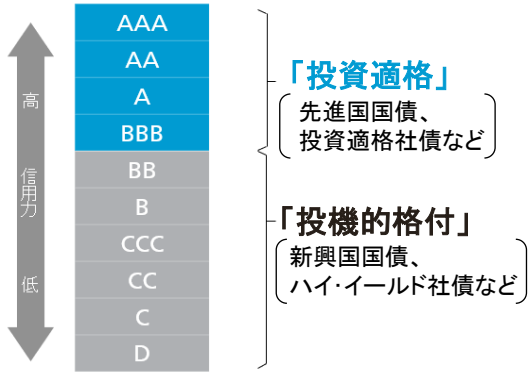 高
信用力
低
AAA
AA
A
BBB
BB
B
CCC
CC
C
D
「投資適格」
先進国国債、
投資適格社債など
「投機的格付」
新興国国債、
ハイ・イールド社債など